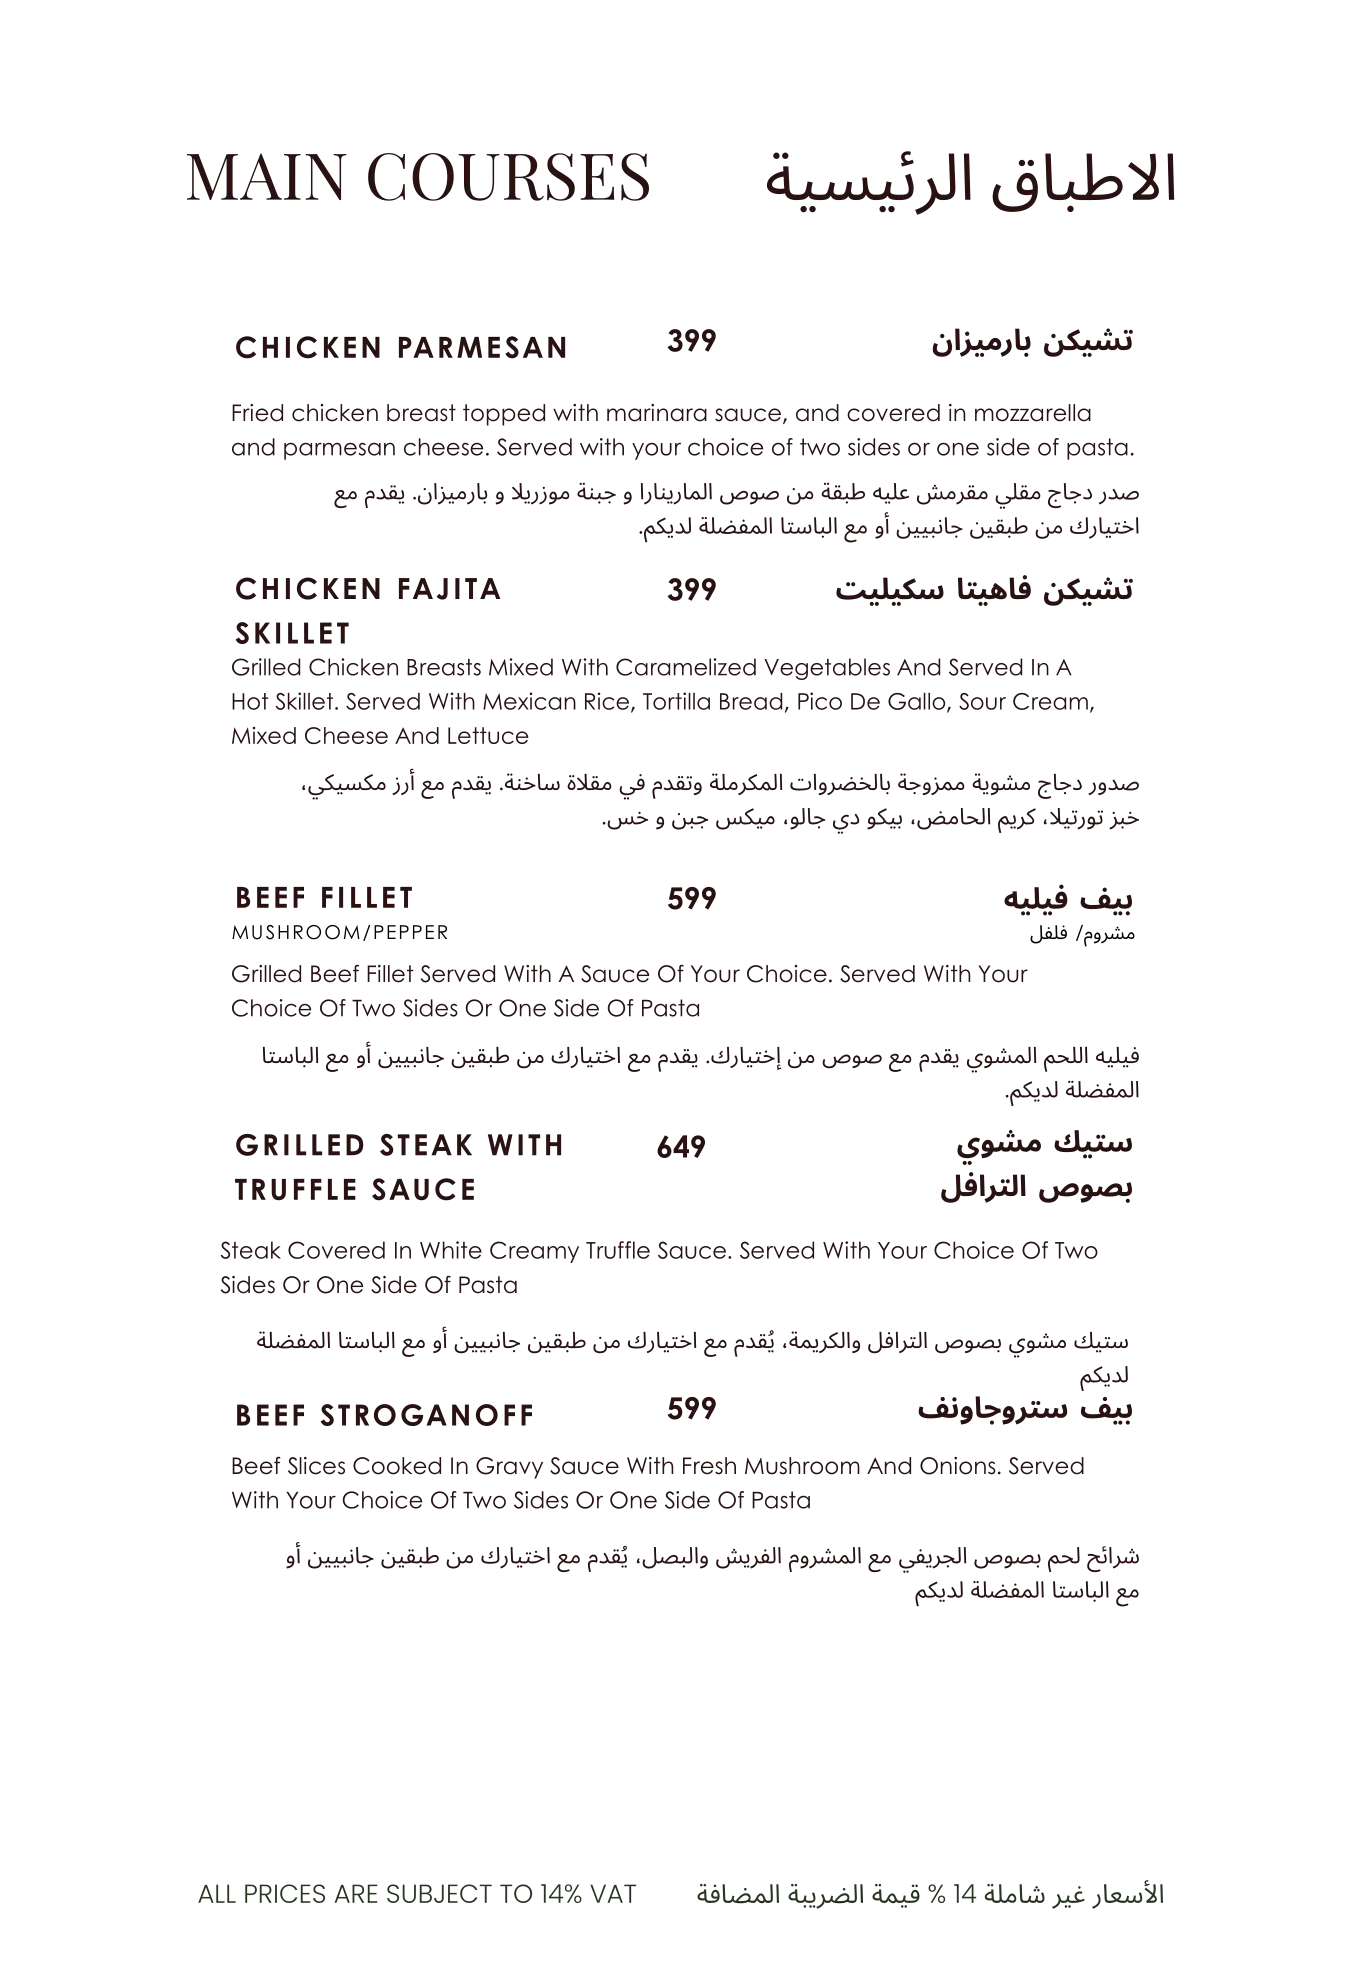 MAIN COURSES
الاطباق الرئيسية
CHICKEN PARMESAN
399
تشيكن بارميزان
Fried chicken breast topped with marinara sauce, and covered in mozzarella
and parmesan cheese. Served with your choice of two sides or one side of pasta.
صدر دجاج مقلي مقرمش عليه طبقة من صوص المارينارا و جبنة موزريلا و بارميزان. يقدم مع
اختيارك من طبقين جانبيين أو مع الباستا المفضلة لديكم.
CHICKEN FAJITA
SKILLET
399
تشيكن فاهيتا سكيليت
Grilled Chicken Breasts Mixed With Caramelized Vegetables And Served In A
Hot Skillet. Served With Mexican Rice, Tortilla Bread, Pico De Gallo, Sour Cream,
Mixed Cheese And Lettuce
صدور دجاج مشوية ممزوجة بالخضروات المكرملة وتقدم في مقلاة ساخنة. يقدم مع أرز مكسيكي،
خبز تورتيلا، كريم الحامض، بيكو دي جالو، ميكس جبن و خس.
BEEF FILLET
599
بيف فيليه
MUSHROOM/PEPPER
مشروم/ فلفل
Grilled Beef Fillet Served With A Sauce Of Your Choice. Served With Your
Choice Of Two Sides Or One Side Of Pasta
فيليه اللحم المشوي يقدم مع صوص من إختيارك. يقدم مع اختيارك من طبقين جانبيين أو مع الباستا
المفضلة لديكم.
GRILLED STEAK WITH
TRUFFLE SAUCE
649
ستيك مشوي
بصوص الترافل
Steak Covered In White Creamy Truffle Sauce. Served With Your Choice Of Two
Sides Or One Side Of Pasta
ستيك مشوي بصوص الترافل والكريمة، يُقدم مع اختيارك من طبقين جانبيين أو مع الباستا المفضلة
لديكم
BEEF STROGANOFF
599
بيف ستروجاونف
Beef Slices Cooked In Gravy Sauce With Fresh Mushroom And Onions. Served
With Your Choice Of Two Sides Or One Side Of Pasta
شرائح لحم بصوص الجريفي مع المشروم الفريش والبصل، يُقدم مع اختيارك من طبقين جانبيين أو
مع الباستا المفضلة لديكم
ALL PRICES ARE SUBJECT TO 14% VAT
الأسعار غير شاملة 14 % قيمة الضريبة المضافة